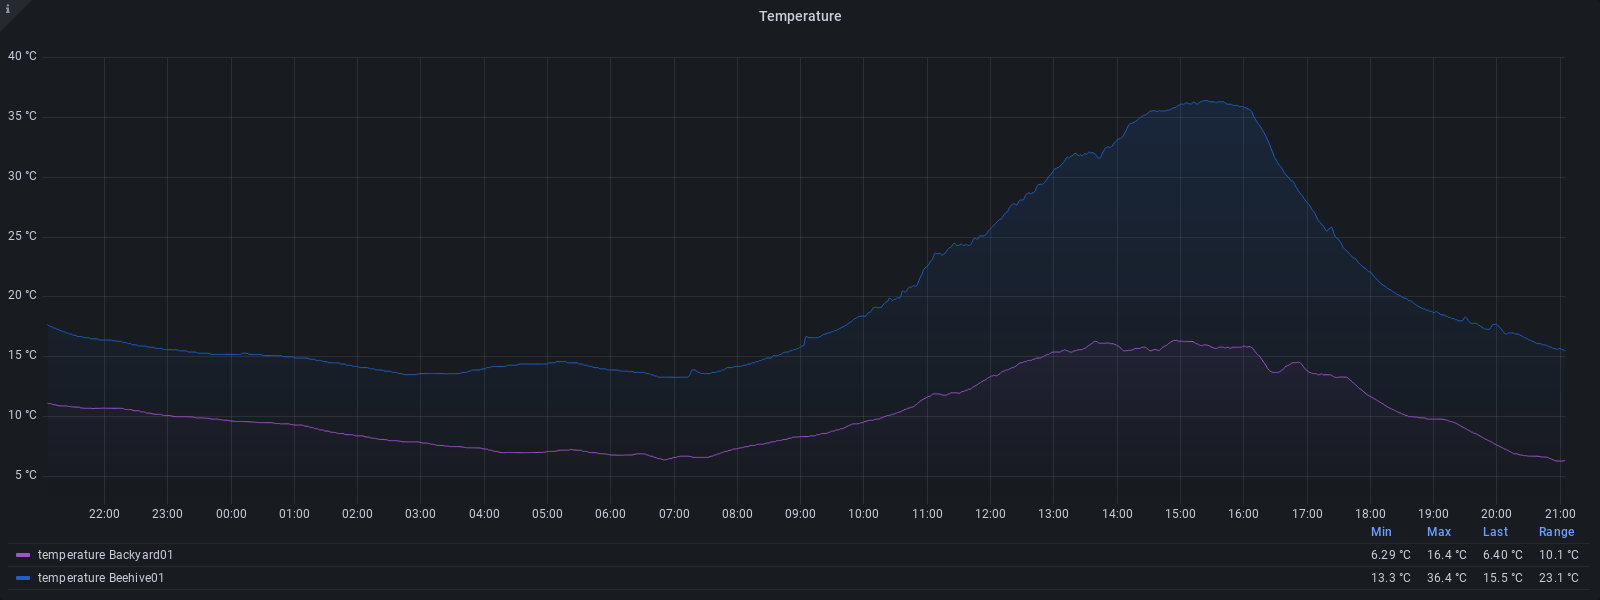 i
Temperature
40 °C
35 °C
30 °C
25 °C
20 °C
15 °C
10 °C
5 °C
22:00 23:00 00:00 01:00 02:00 03:00 04:00 05:00 06:00 07:00 08:00 09:00 10:00 11:00 12:00 13:00 14:00 15:00 16:00 17:00 18:00 19:00 20:00 21:00
Min Max Last Range
temperature Backyard01 6.29 °C 16.4 °C 6.40 °C 10.1 °C
temperature Beehive01 13.3 °C 36.4 °C 15.5 °C 23.1 °C